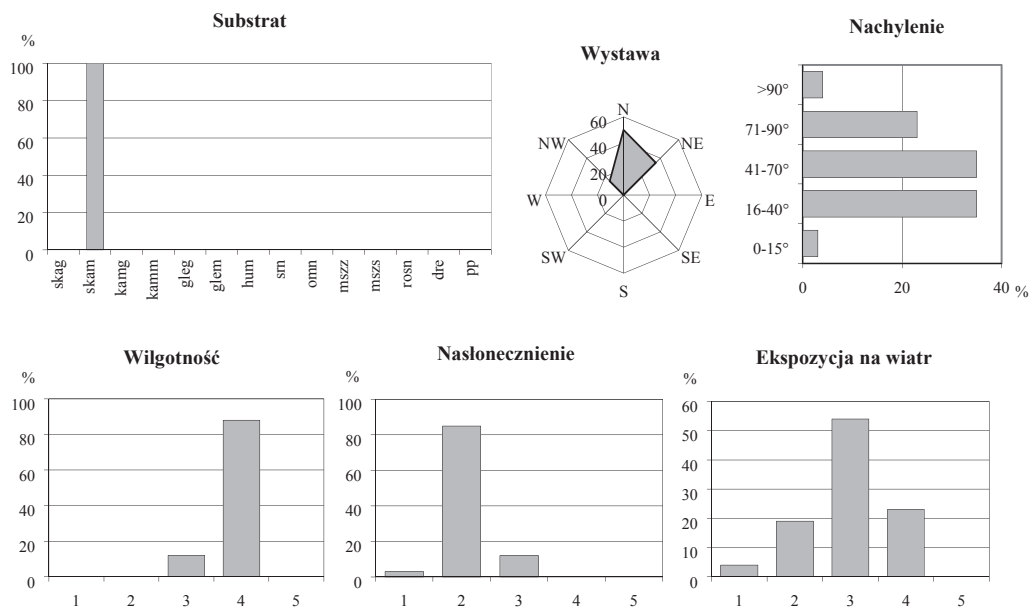 Substrat
%
100
80
60
40
20
0
skag
skam
kamg
kamm
gleg
glem
hum
sm
omn
mszz
mszs
rosn
dre
pp
Wystawa
N
NE
E
SE
S
SW
W
NW
60
40
20
0
Nachylenie
>90°
71-90°
41-70°
16-40°
0-15°
0 20 40 %
Wilgotność
%
100
80
60
40
20
0
1 2 3 4 5
Nasłonecznienie
%
100
80
60
40
20
0
1 2 3 4 5
Ekspozycja na wiatr
%
60
50
40
30
20
10
0
1 2 3 4 5